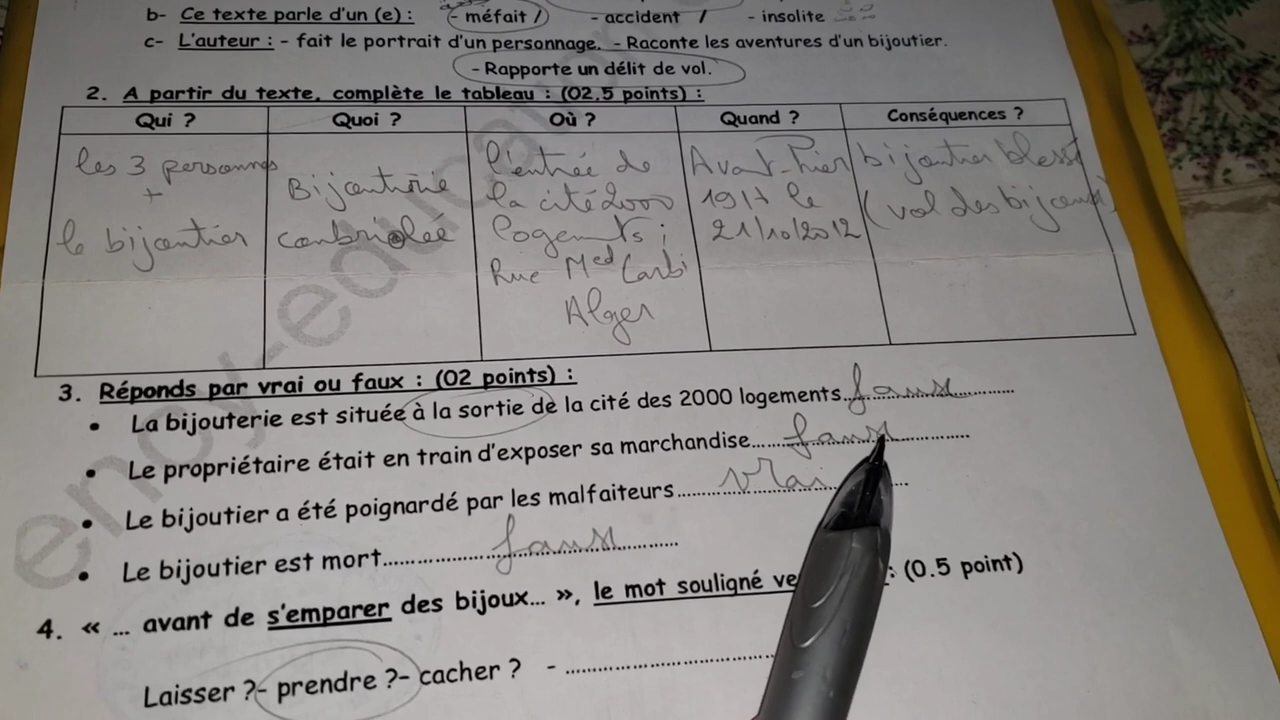 b- Ce texte parle d'un (e) : - méfait / - accident / - insolite
c- L'auteur : - fait le portrait d'un personnage. - Raconte les aventures d'un bijoutier.
- Rapporte un délit de vol.
2. A partir du texte, complète le tableau : (02,5 points) :
Qui ? Quoi ? Où ? Quand ? Conséquences ?
les 3 personnes
+
le bijoutier
Bijouterie
cambriolée
l'entrée de
la cité 2000
logements ;
Rue Med Larbi
Alger
Avant-hier
19h le
21/10/2012
bijoutier blessé
(vol des bijoux)
3. Réponds par vrai ou faux : (02 points) :
• La bijouterie est située à la sortie de la cité des 2000 logements...faux...
• Le propriétaire était en train d'exposer sa marchandise...faux...
• Le bijoutier a été poignardé par les malfaiteurs...vrai...
• Le bijoutier est mort...faux...
4. « ... avant de s'emparer des bijoux... », le mot souligné ve : (0.5 point)
Laisser ?- prendre ?- cacher ? - ...